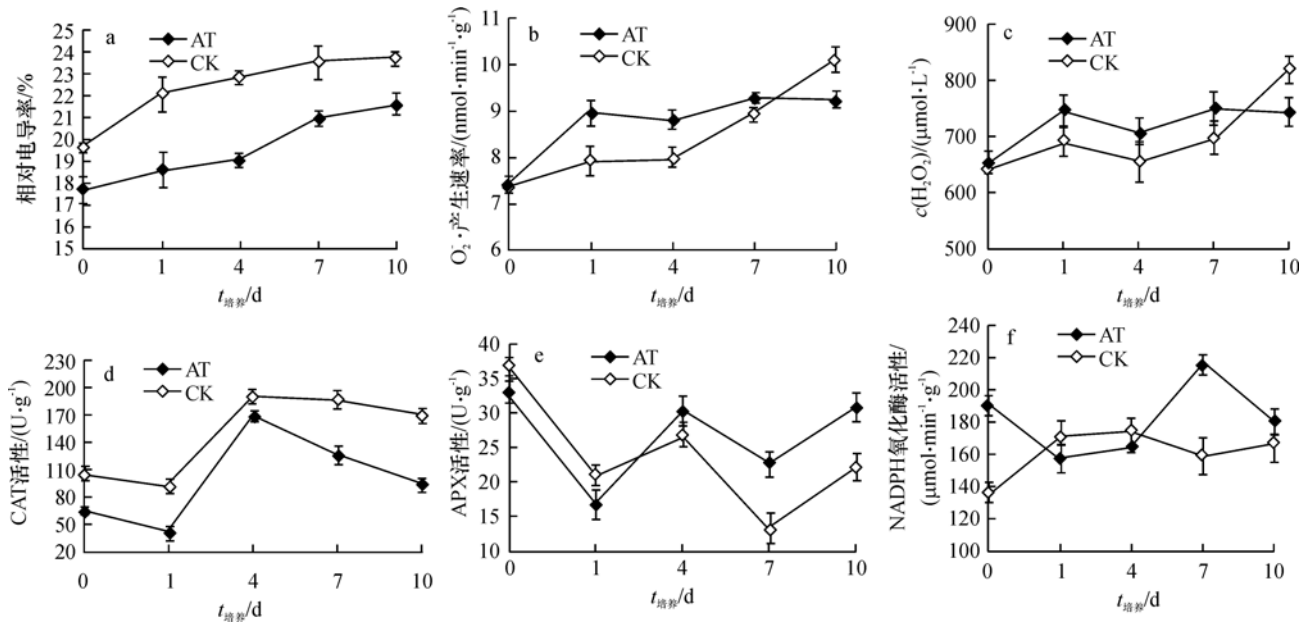 a
AT
CK
相对电导率/%
25
24
23
22
21
20
19
18
17
16
15
0 1 4 7 10
t培养/d
b
AT
CK
O₂⁻·产生速率/(nmol·min⁻¹·g⁻¹)
11
10
9
8
7
6
0 1 4 7 10
t培养/d
c
AT
CK
c(H₂O₂)/(μmol·L⁻¹)
900
800
700
600
500
0 1 4 7 10
t培养/d
d
AT
CK
CAT活性/(U·g⁻¹)
230
200
170
140
110
80
50
20
0 1 4 7 10
t培养/d
e
AT
CK
APX活性/(U·g⁻¹)
40
35
30
25
20
15
10
0 1 4 7 10
t培养/d
f
AT
CK
NADPH氧化酶活性/
(μmol·min⁻¹·g⁻¹)
240
220
200
180
160
140
120
100
0 1 4 7 10
t培养/d